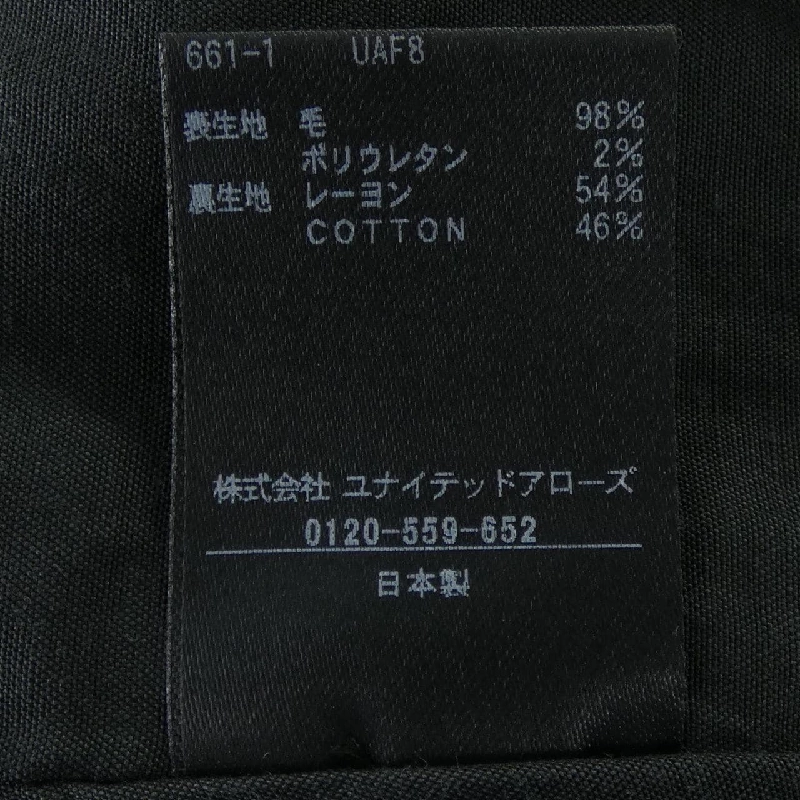 661-1 UAF8
表生地 毛 98%
ポリウレタン 2%
裏生地 レーヨン 54%
COTTON 46%
株式会社 ユナイテッドアローズ
0120-559-652
日本製